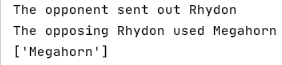 The opponent sent out Rhydon
The opposing Rhydon used Megahorn
['Megahorn']